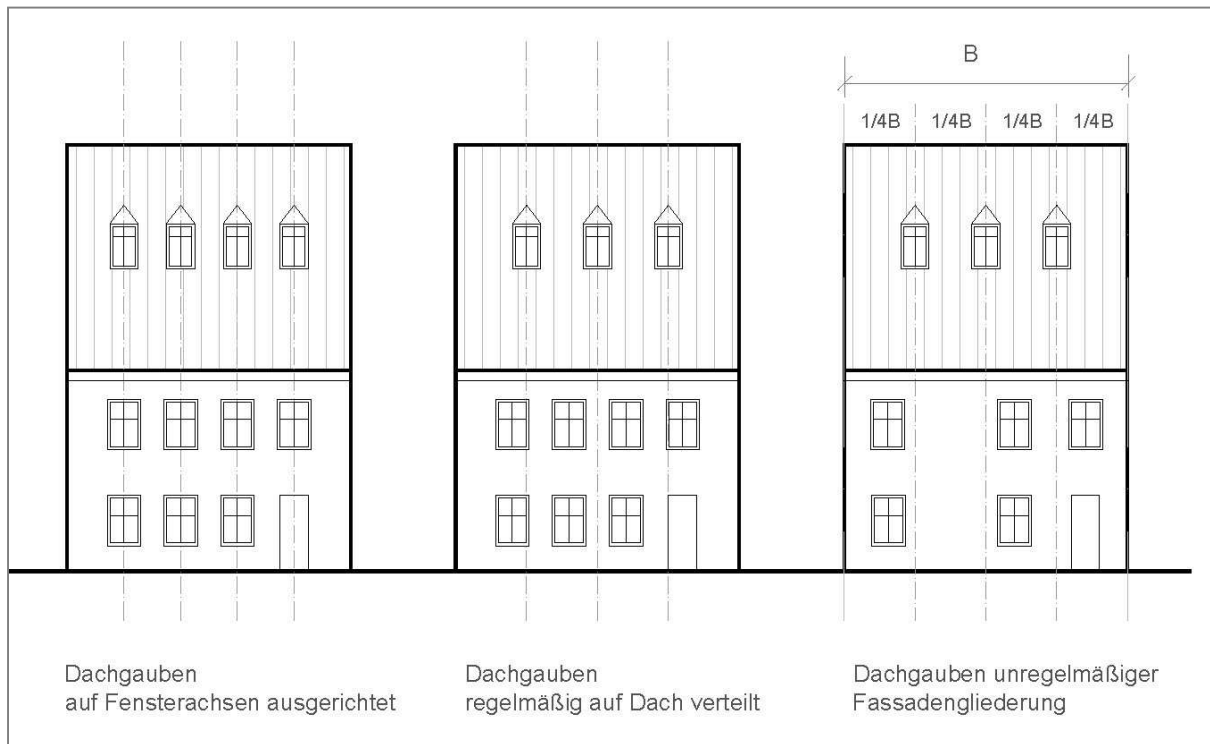 B
1/4B 1/4B 1/4B 1/4B
Dachgauben
auf Fensterachsen ausgerichtet
Dachgauben
regelmäßig auf Dach verteilt
Dachgauben unregelmäßiger
Fassadengliederung